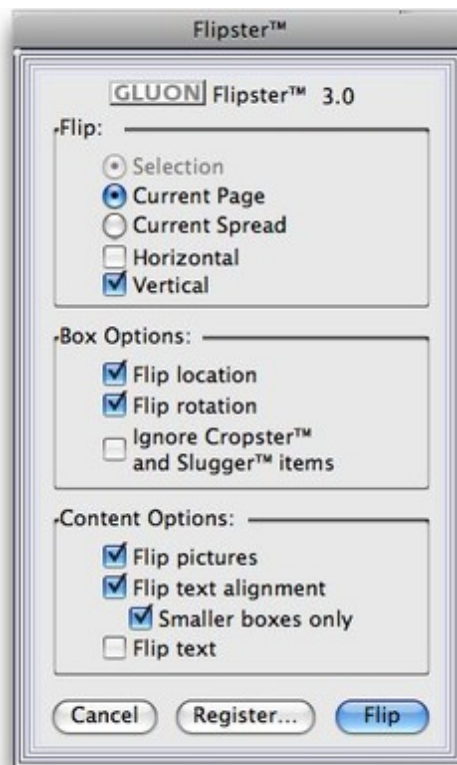 Flipster™
GLUON Flipster™ 3.0
Flip:
Selection
Current Page
Current Spread
Horizontal
Vertical
Box Options:
Flip location
Flip rotation
Ignore Cropster™
and Slugger™ items
Content Options:
Flip pictures
Flip text alignment
Smaller boxes only
Flip text
Cancel Register... Flip